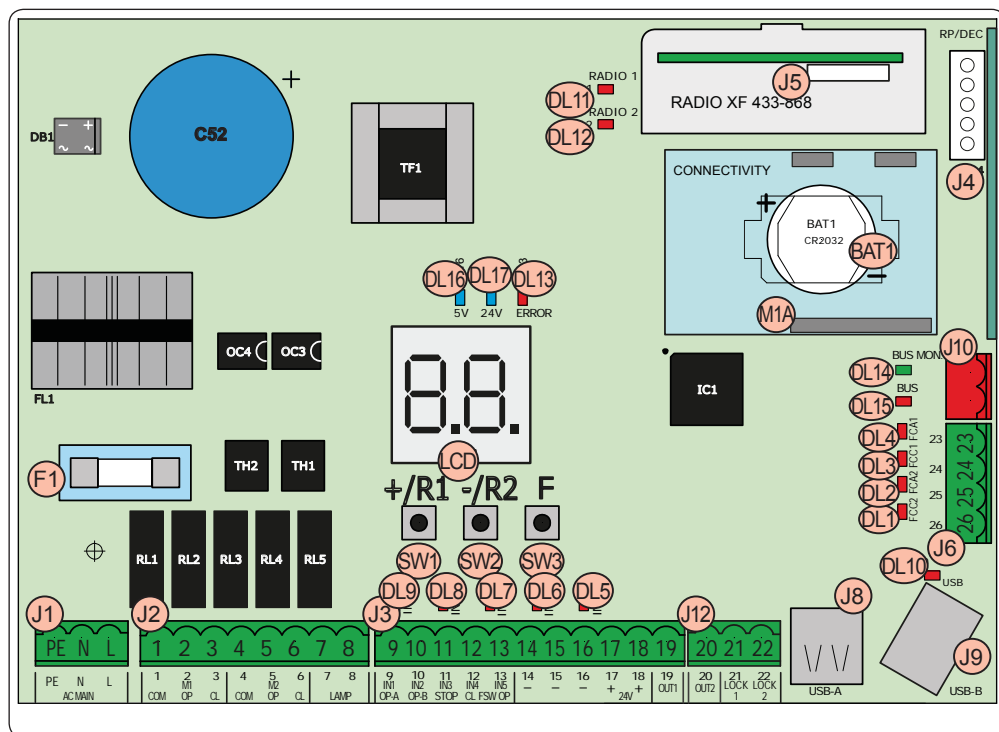 RP/DEC
RADIO 1
J5
DL11
1
RADIO XF 433-868
RADIO 2
DL12
2
C52
+
DB1
- +
~ ~
TF1
CONNECTIVITY
J4
+
BAT1
CR2032
BAT1
-
DL16 DL17 DL13
5V 24V ERROR
M1A
OC4 OC3
IC1
J10
DL14 BUS MON.
DL15 BUS
FL1
8.8.
DL4 FCA1 23 23
DL3 FCC1 24 24
DL2 FCA2 25 25
DL1 FCC2 26 26
LCD
F1
TH2 TH1
+/R1 -/R2 F
SW1 SW2 SW3
RL1 RL2 RL3 RL4 RL5
J6
DL10
USB
DL9 DL8 DL7 DL6 DL5
J1 J2 J3 J12 J8
PE N L 1 2 3 4 5 6 7 8 9 10 11 12 13 14 15 16 17 18 19 20 21 22
J9
PE N L 1 2 3 4 5 6 7 8 9 10 11 12 13 14 15 16 17 18 19 20 21 22
AC MAIN
COM M1 OP CL COM M2 OP CL LAMP
IN1 OP-A IN2 OP-B IN3 STOP IN4 CL IN5 FSW OP - - - + + 24V OUT1 OUT2 LOCK 1 LOCK 2
USB-A
USB-B